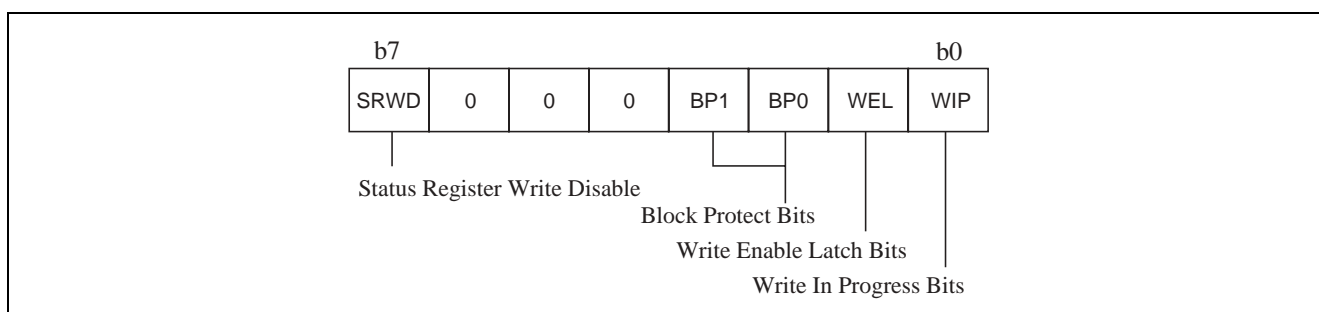 b7 b0
SRWD 0 0 0 BP1 BP0 WEL WIP
Status Register Write Disable
Block Protect Bits
Write Enable Latch Bits
Write In Progress Bits